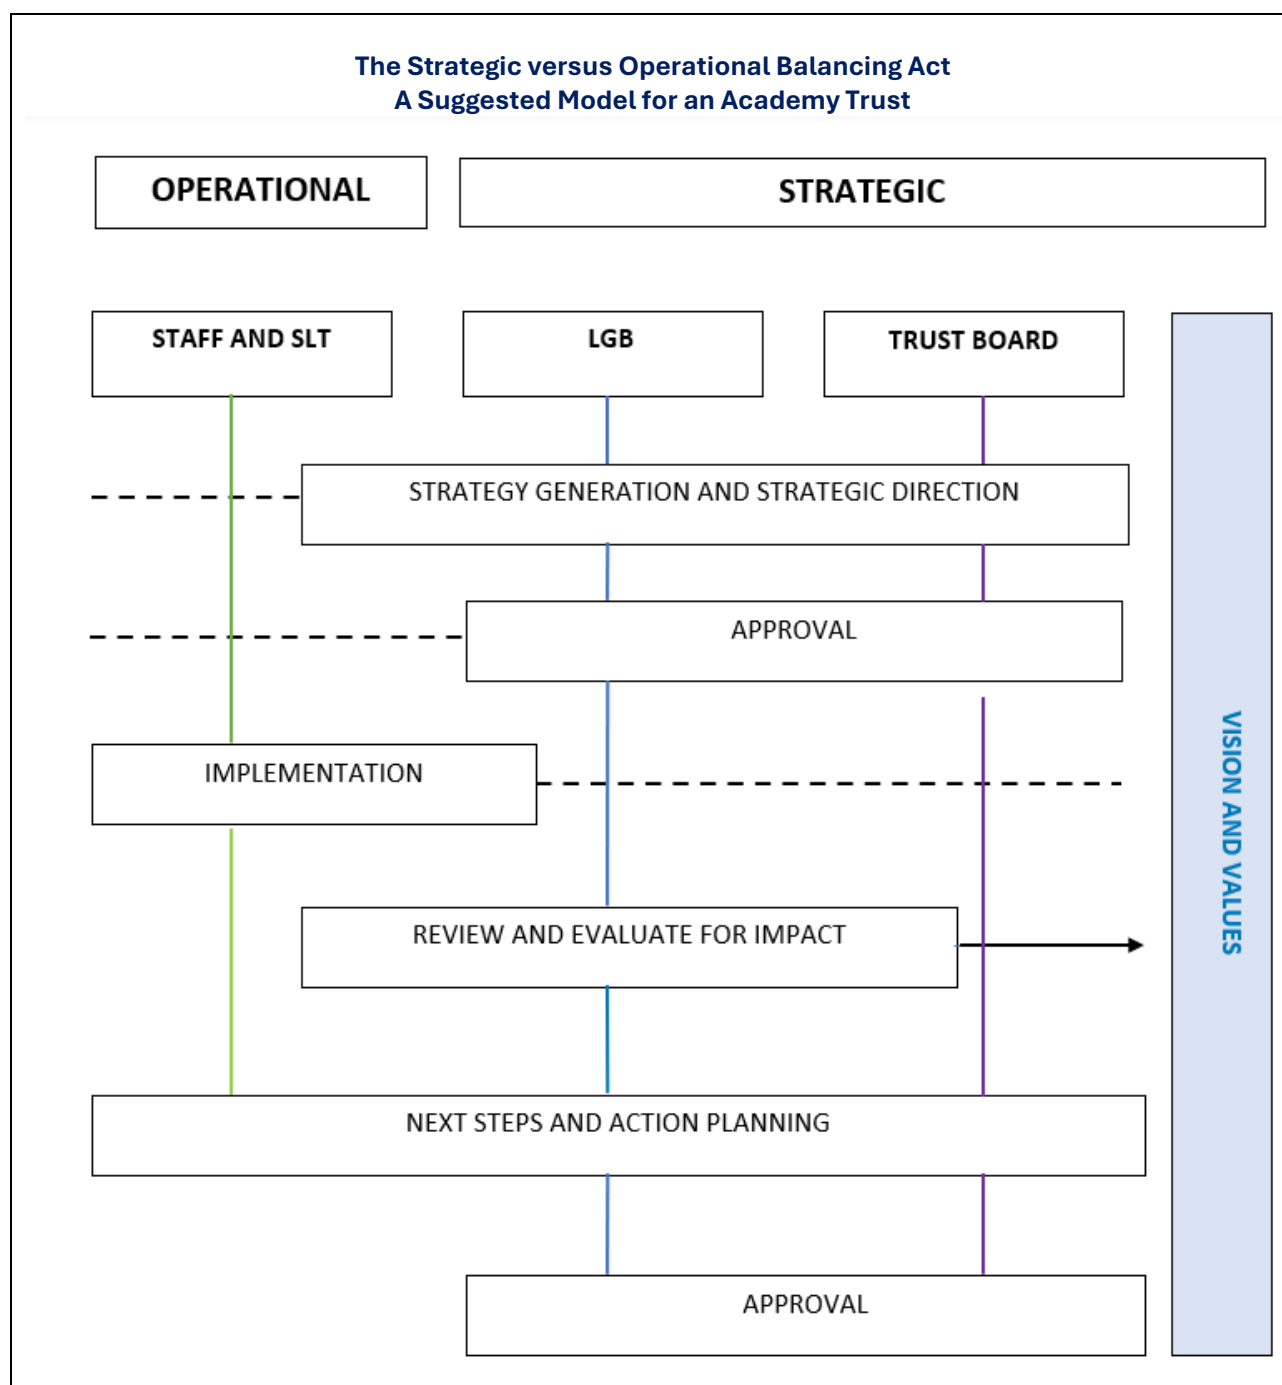 The Strategic versus Operational Balancing Act
A Suggested Model for an Academy Trust
OPERATIONAL
STRATEGIC
STAFF AND SLT
LGB
TRUST BOARD
STRATEGY GENERATION AND STRATEGIC DIRECTION
APPROVAL
IMPLEMENTATION
REVIEW AND EVALUATE FOR IMPACT
NEXT STEPS AND ACTION PLANNING
APPROVAL
VISION AND VALUES